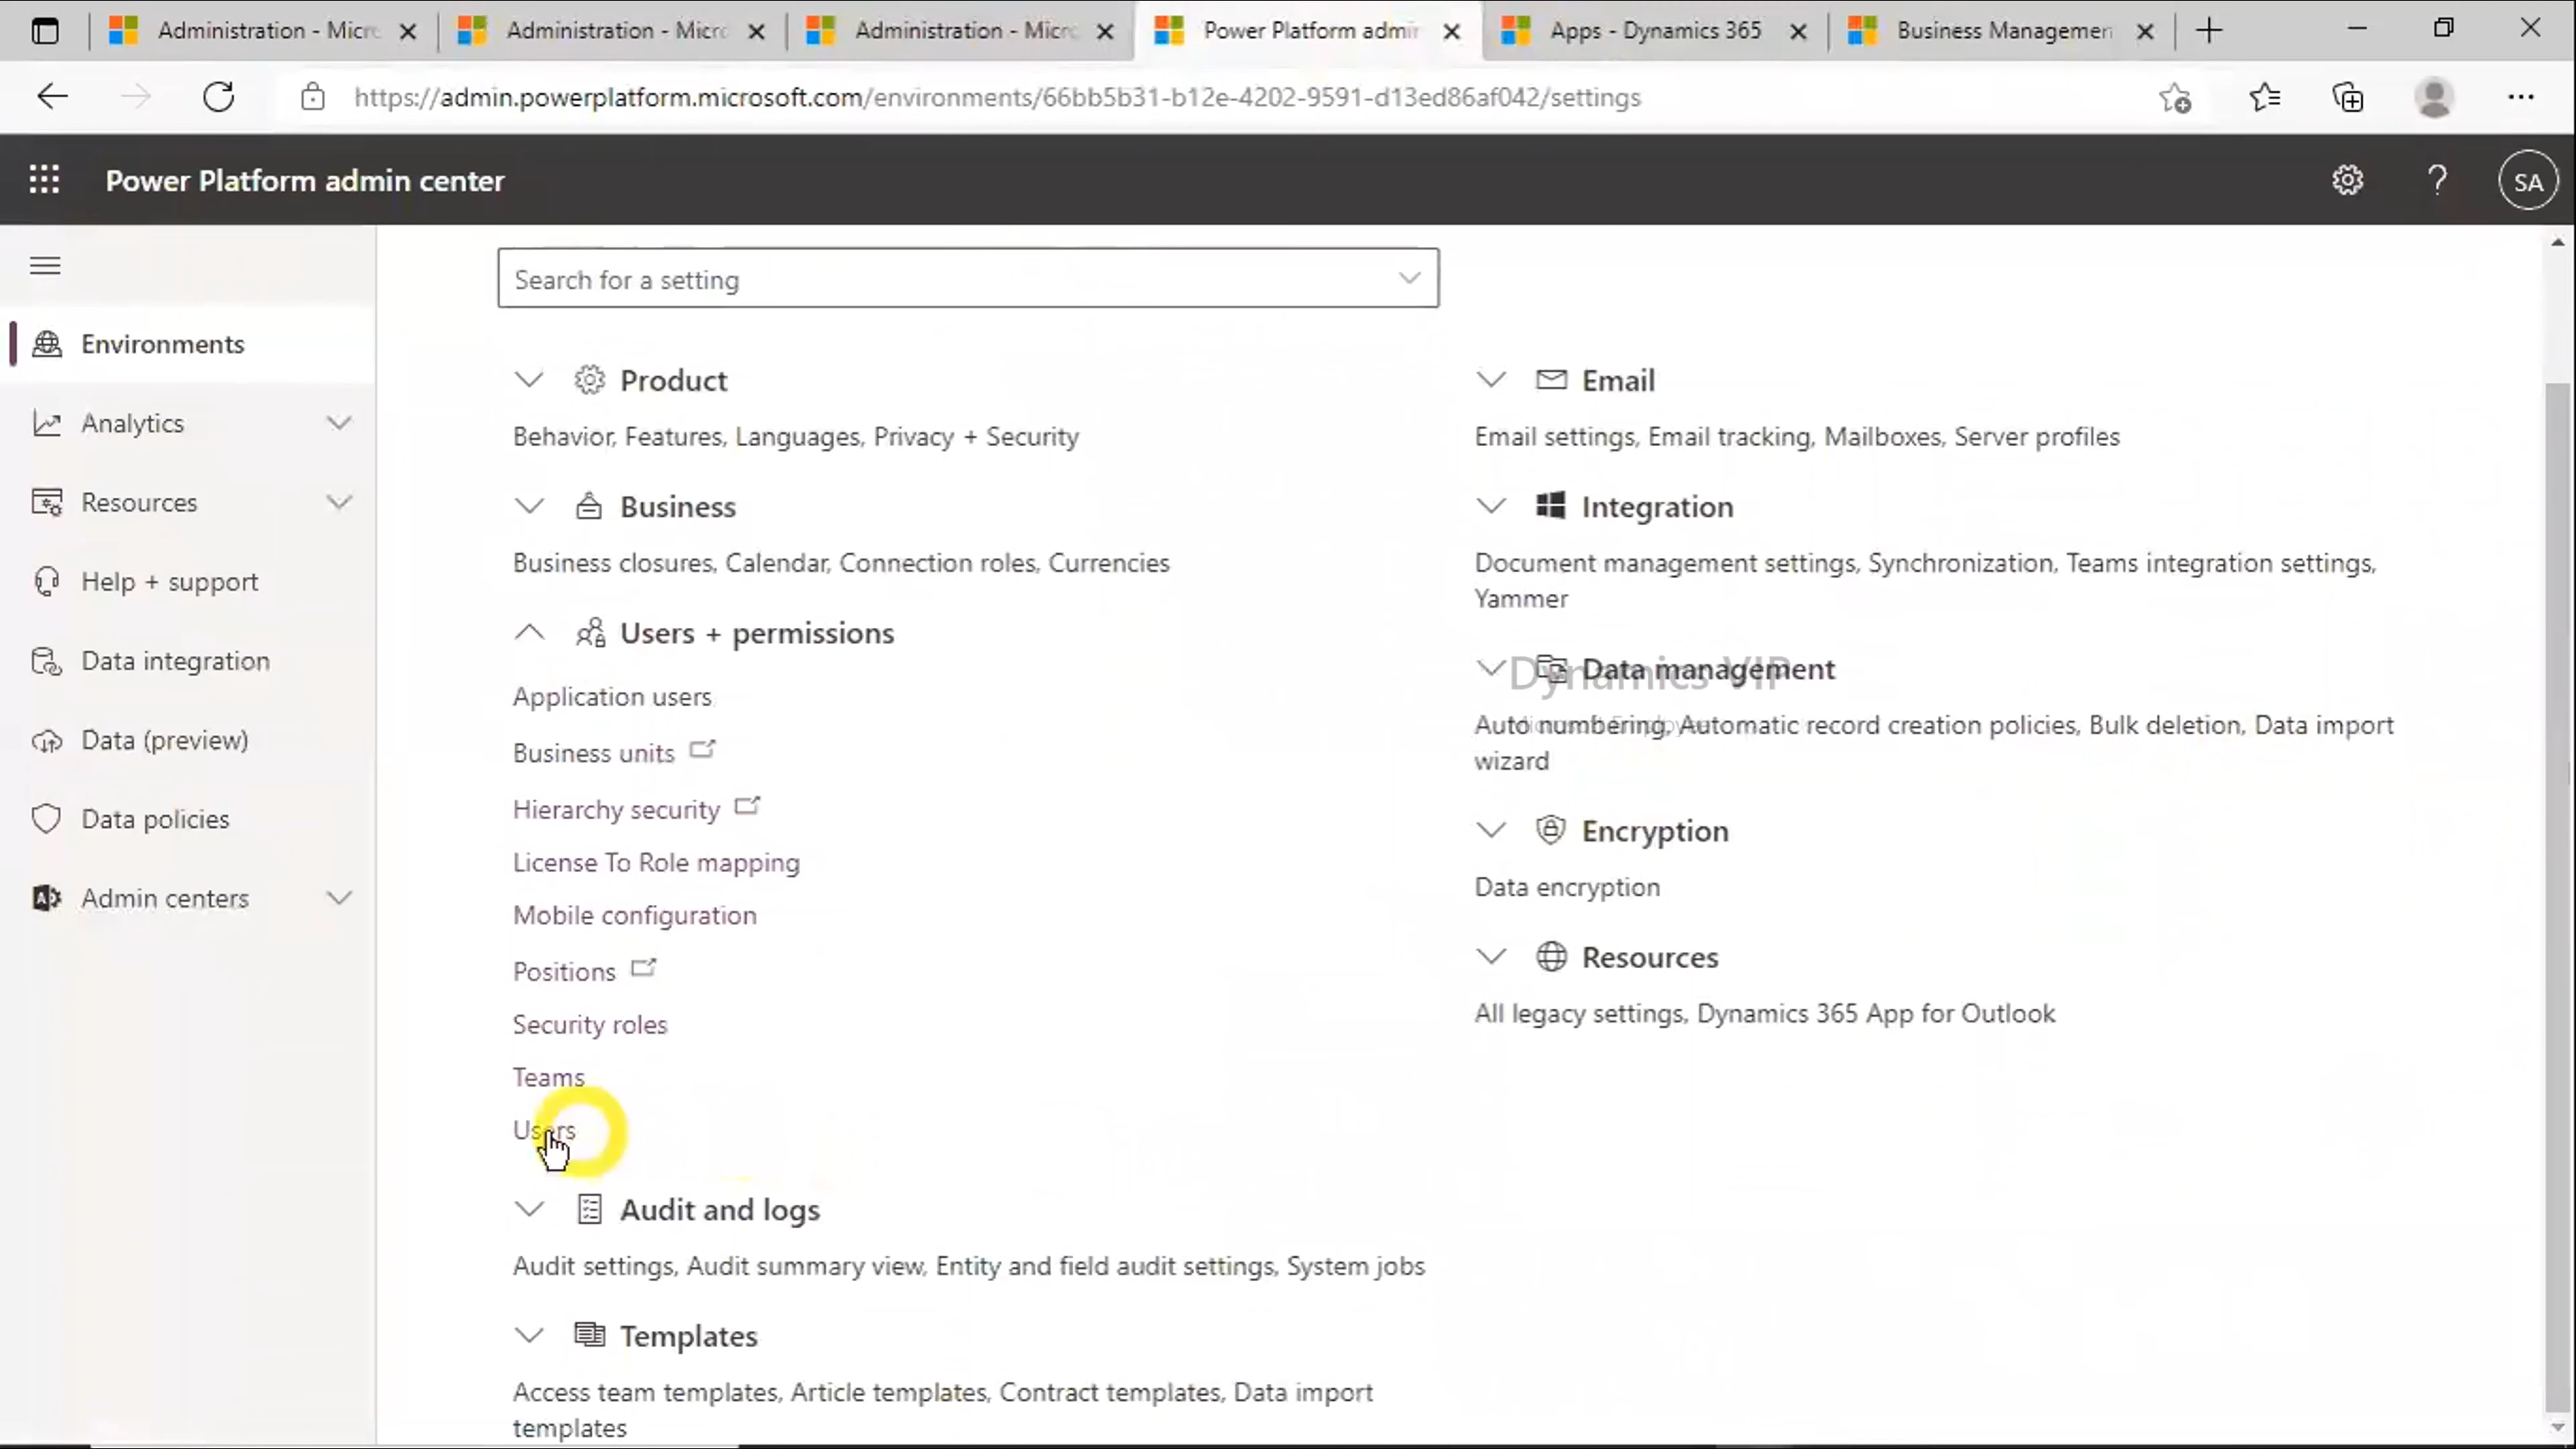 Administration - Micro
Administration - Micro
Administration - Micro
Power Platform admin
Apps - Dynamics 365
Business Management
https://admin.powerplatform.microsoft.com/environments/66bb5b31-b12e-4202-9591-d13ed86af042/settings
Power Platform admin center
SA
Search for a setting
Environments
Analytics
Resources
Help + support
Data integration
Data (preview)
Data policies
Admin centers
Product
Behavior, Features, Languages, Privacy + Security
Business
Business closures, Calendar, Connection roles, Currencies
Users + permissions
Application users
Business units
Hierarchy security
License To Role mapping
Mobile configuration
Positions
Security roles
Teams
Users
Audit and logs
Audit settings, Audit summary view, Entity and field audit settings, System jobs
Templates
Access team templates, Article templates, Contract templates, Data import
templates
Email
Email settings, Email tracking, Mailboxes, Server profiles
Integration
Document management settings, Synchronization, Teams integration settings,
Yammer
Data management
Dynamics VIP
Auto numbering, Automatic record creation policies, Bulk deletion, Data import
wizard
Encryption
Data encryption
Resources
All legacy settings, Dynamics 365 App for Outlook